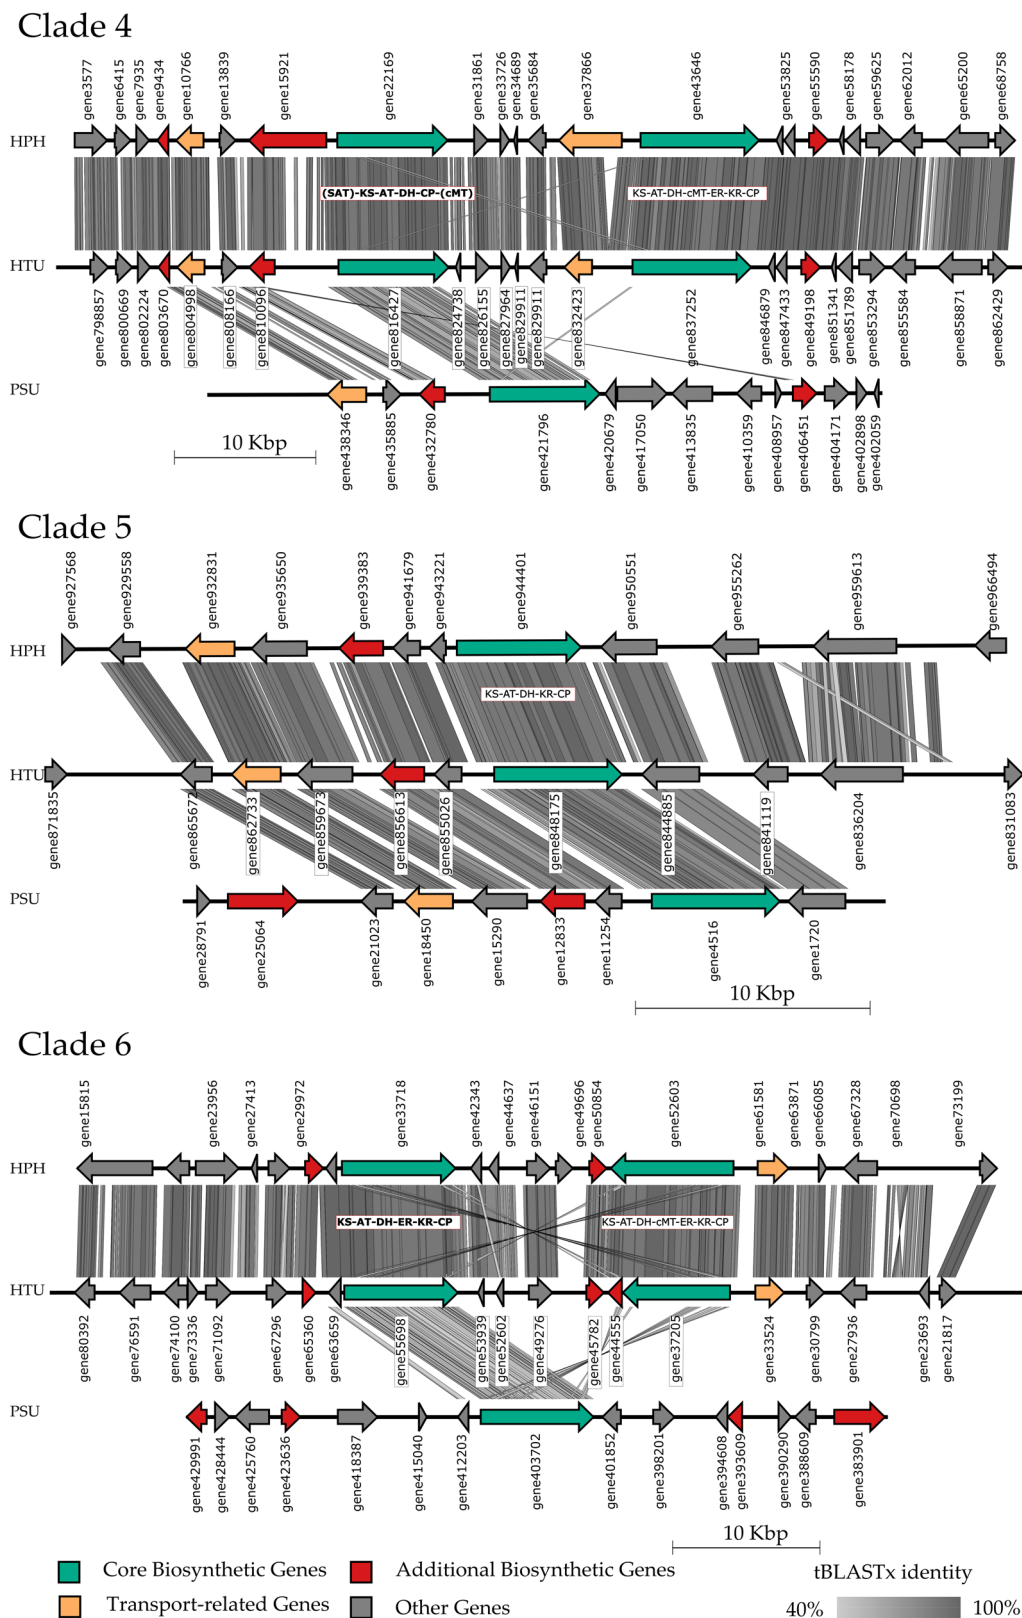 Clade 4
gene3577 gene6415 gene7935 gene9434 gene10766 gene13839 gene15921 gene22169 gene31861 gene33726 gene34689 gene35684 gene37866 gene43646 gene53825 gene55590 gene58178 gene59625 gene62012 gene65200 gene68758
HPH
(SAT)-KS-AT-DH-CP-(cMT) KS-AT-DH-cMT-ER-KR-CP
HTU
gene798857 gene800669 gene802224 gene803670 gene804998 gene808166 gene810096 gene816427 gene824738 gene826155 gene827964 gene829911 gene829911 gene832423 gene837252 gene846879 gene847433 gene849198 gene851341 gene851789 gene853294 gene855584 gene858871 gene862429
PSU
gene438346 gene435885 gene432780 gene421796 gene420679 gene417050 gene413835 gene410359 gene408957 gene406451 gene404171 gene402898 gene402059
10 Kbp
Clade 5
gene927568 gene929558 gene932831 gene935650 gene939383 gene941679 gene943221 gene944401 gene950551 gene955262 gene959613 gene966494
HPH
KS-AT-DH-KR-CP
HTU
gene871835 gene865672 gene862733 gene859673 gene856613 gene855026 gene848175 gene844885 gene841119 gene836204 gene831083
PSU
gene28791 gene25064 gene21023 gene18450 gene15290 gene12833 gene11254 gene4516 gene1720
10 Kbp
Clade 6
gene15815 gene23956 gene27413 gene29972 gene33718 gene42343 gene44637 gene46151 gene49696 gene50854 gene52603 gene61581 gene63871 gene66085 gene67328 gene70698 gene73199
HPH
KS-AT-DH-ER-KR-CP KS-AT-DH-cMT-ER-KR-CP
HTU
gene80392 gene76591 gene74100 gene73336 gene71092 gene67296 gene65360 gene63659 gene55698 gene53939 gene52602 gene49276 gene45782 gene44555 gene37205 gene33524 gene30799 gene27936 gene23693 gene21817
PSU
gene429991 gene428444 gene425760 gene423636 gene418387 gene415040 gene412203 gene403702 gene401852 gene398201 gene394608 gene393609 gene390290 gene388609 gene383901
10 Kbp
Core Biosynthetic Genes Additional Biosynthetic Genes tBLASTx identity
Transport-related Genes Other Genes 40% 100%